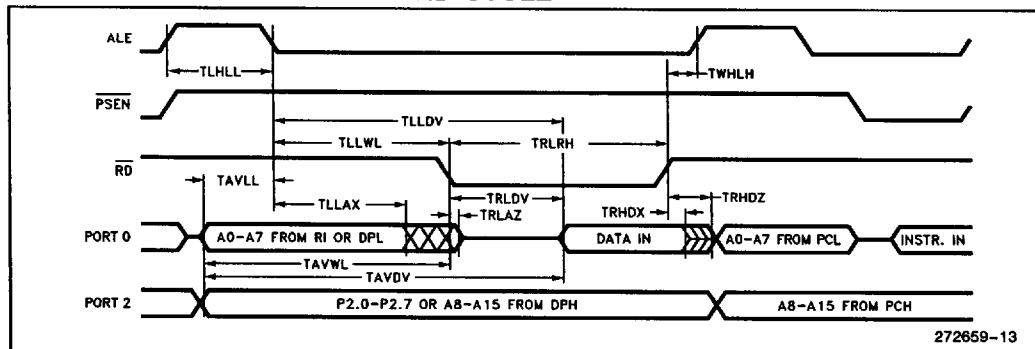 ALE
TLHLL
TWHLH
PSEN
TLLDV
TLLWL
TRLRH
RD
TAVLL
TRLDV
TRHDZ
TLLAX
TRLAZ
TRHDX
PORT 0
A0-A7 FROM RI OR DPL
DATA IN
A0-A7 FROM PCL
INSTR. IN
TAVWL
TAVDV
PORT 2
P2.0-P2.7 OR A8-A15 FROM DPH
A8-A15 FROM PCH
272659-13